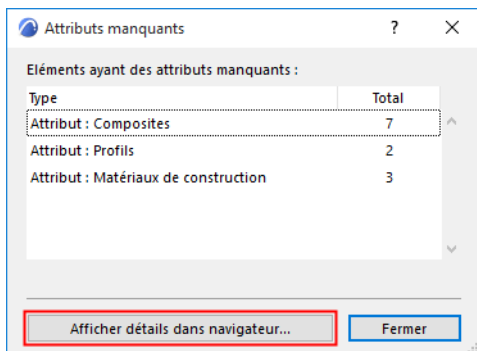 Attributs manquants
Eléments ayant des attributs manquants :
Type Total
Attribut : Composites 7
Attribut : Profils 2
Attribut : Matériaux de construction 3
Afficher détails dans navigateur... Fermer